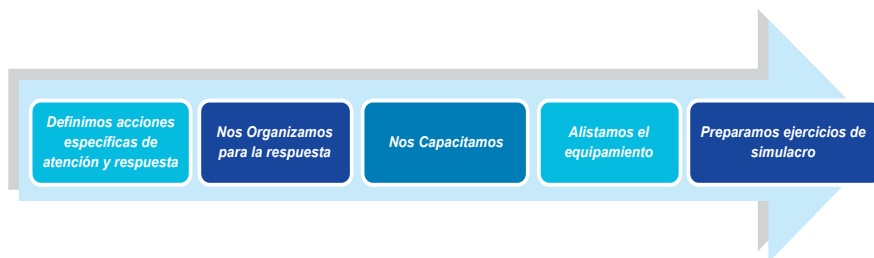 Definimos acciones
específicas de
atención y respuesta
Nos Organizamos
para la respuesta
Nos Capacitamos
Alistamos el
equipamiento
Preparamos ejercicios de
simulacro